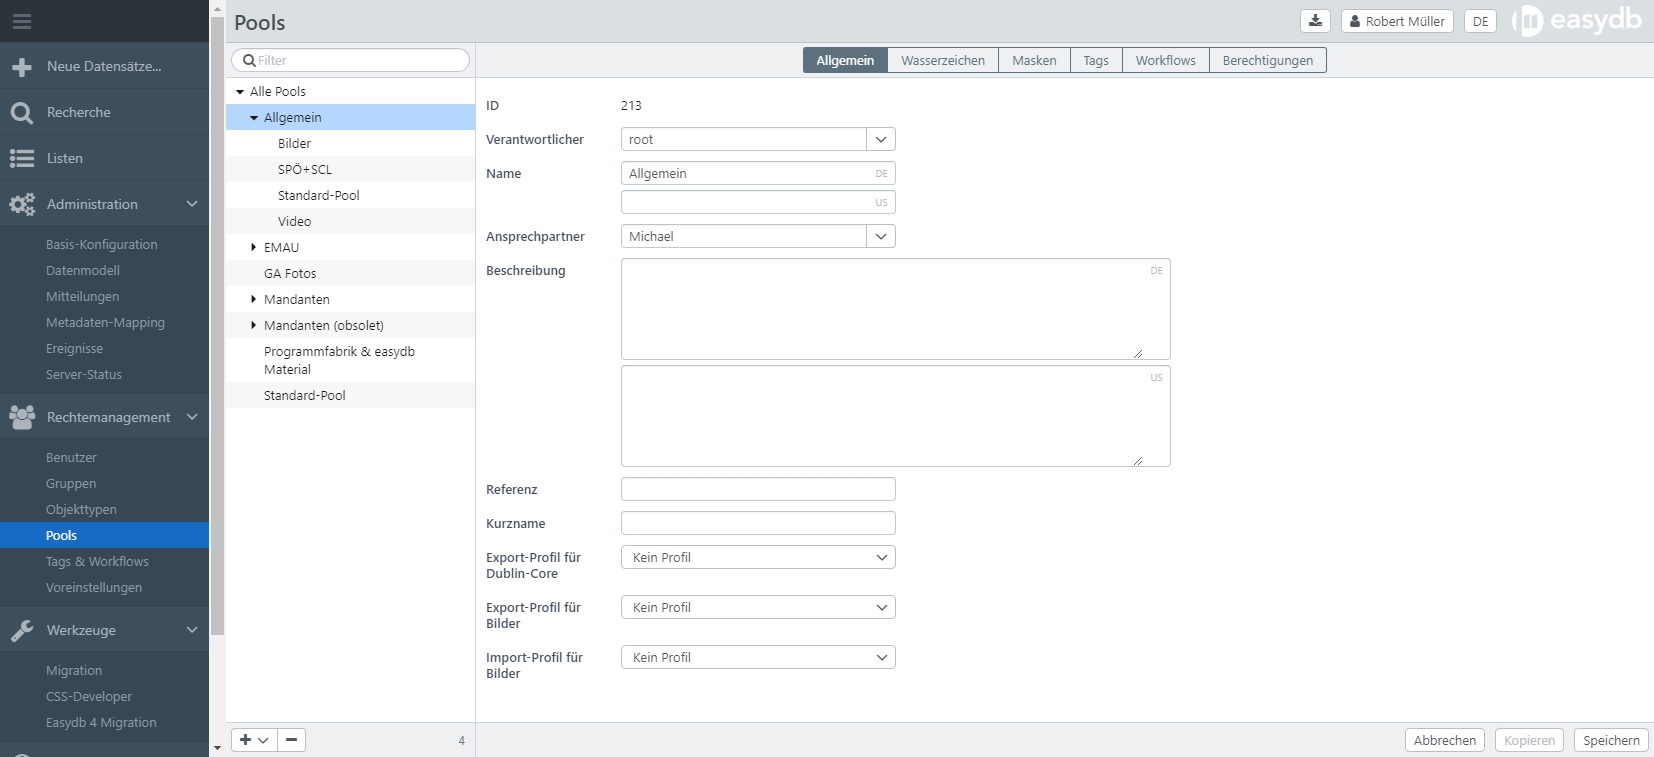 Pools
Robert Müller
DE
easydb
Neue Datensätze...
Recherche
Listen
Administration
Basis-Konfiguration
Datenmodell
Mitteilungen
Metadaten-Mapping
Ereignisse
Server-Status
Rechtemanagement
Benutzer
Gruppen
Objekttypen
Pools
Tags & Workflows
Voreinstellungen
Werkzeuge
Migration
CSS-Developer
Easydb 4 Migration
Filter
Alle Pools
Allgemein
Bilder
SPÖ+SCL
Standard-Pool
Video
EMAU
GA Fotos
Mandanten
Mandanten (obsolet)
Programmfabrik & easydb
Material
Standard-Pool
4
Allgemein
Wasserzeichen
Masken
Tags
Workflows
Berechtigungen
ID
213
Verantwortlicher
root
Name
Allgemein
DE
US
Ansprechpartner
Michael
Beschreibung
DE
US
Referenz
Kurzname
Export-Profil für
Dublin-Core
Kein Profil
Export-Profil für
Bilder
Kein Profil
Import-Profil für
Bilder
Kein Profil
Abbrechen
Kopieren
Speichern